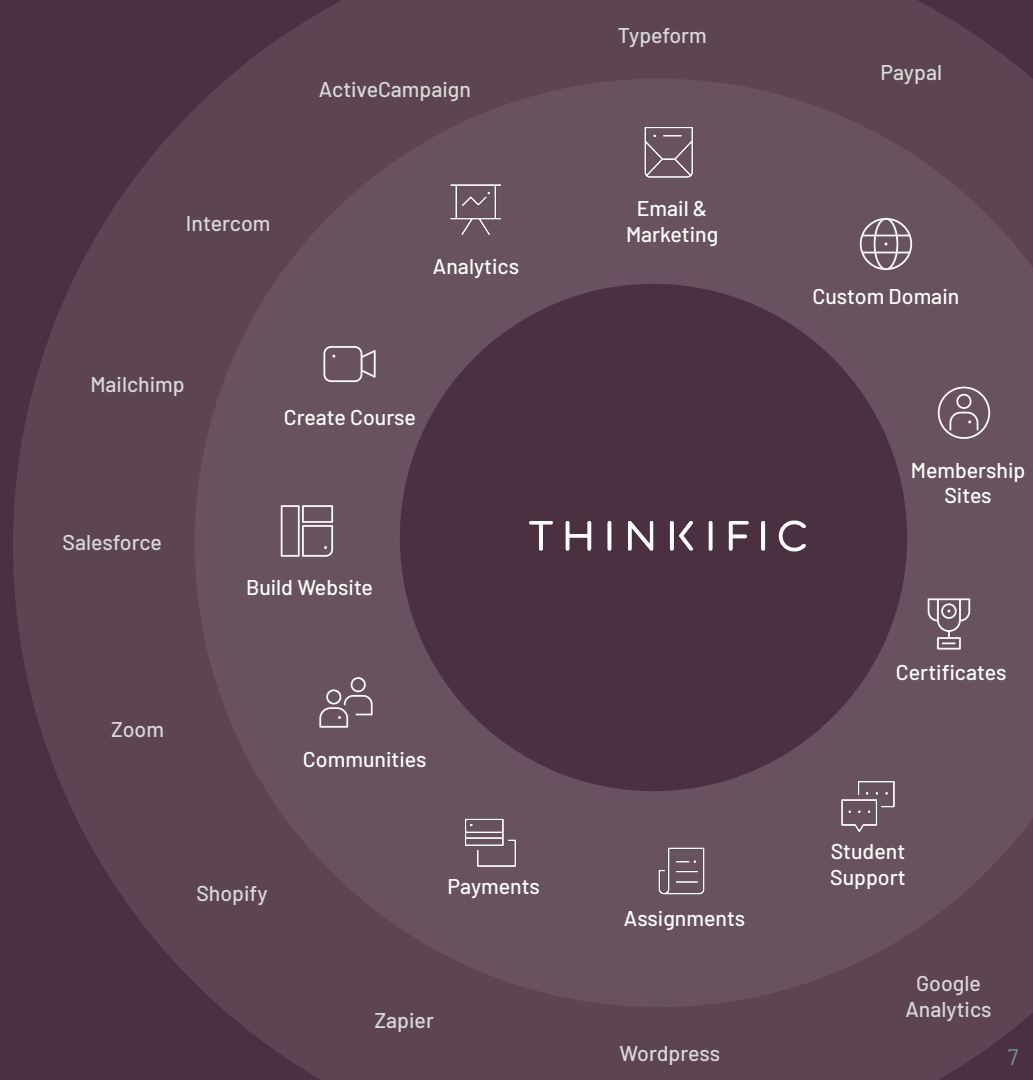 Typeform
Paypal
ActiveCampaign
Email &
Marketing
Intercom
Analytics
Custom Domain
Mailchimp
Create Course
Membership
Sites
Salesforce
THINKIFIC
Build Website
Certificates
Zoom
Communities
Student
Support
Shopify
Payments
Assignments
Google
Analytics
Zapier
Wordpress
7